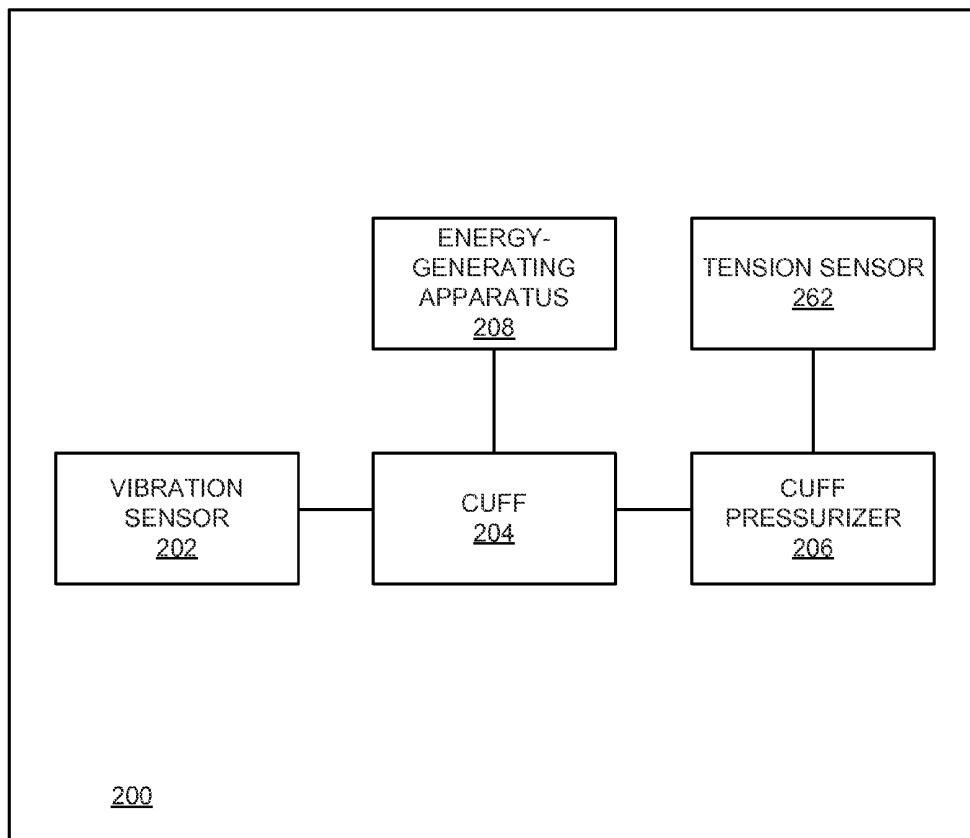 ENERGY-
GENERATING
APPARATUS
208
TENSION SENSOR
262
VIBRATION
SENSOR
202
CUFF
204
CUFF
PRESSURIZER
206
200